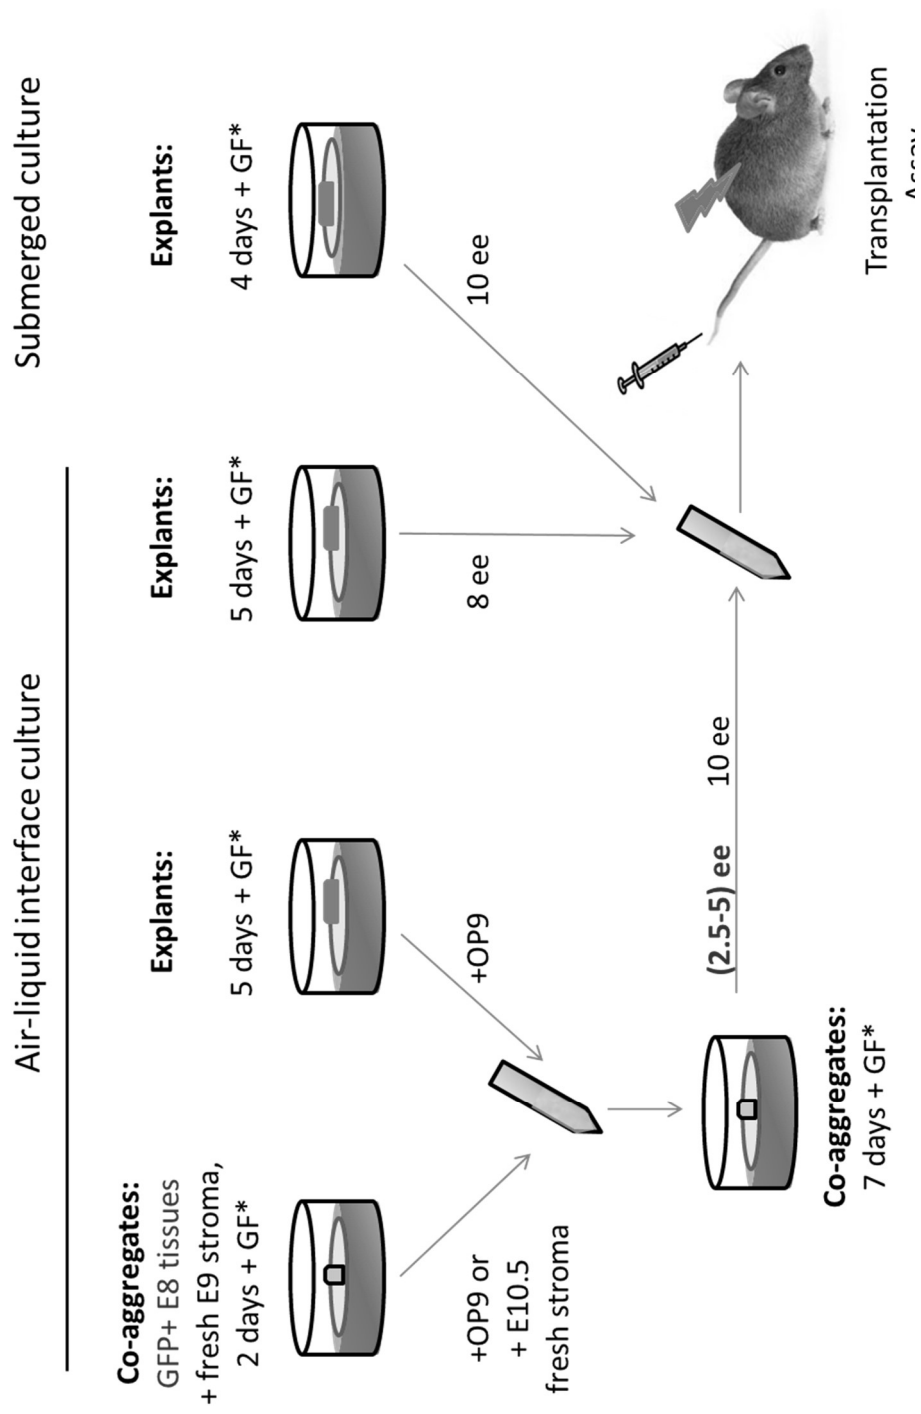 Air-liquid interface culture
Submerged culture
Co-aggregates:
GFP+ E8 tissues
+ fresh E9 stroma,
2 days + GF*
Explants:
5 days + GF*
Explants:
5 days + GF*
Explants:
4 days + GF*
+OP9 or
+ E10.5
fresh stroma
+OP9
8 ee
10 ee
(2.5-5) ee
10 ee
Co-aggregates:
7 days + GF*
Transplantation
Assay